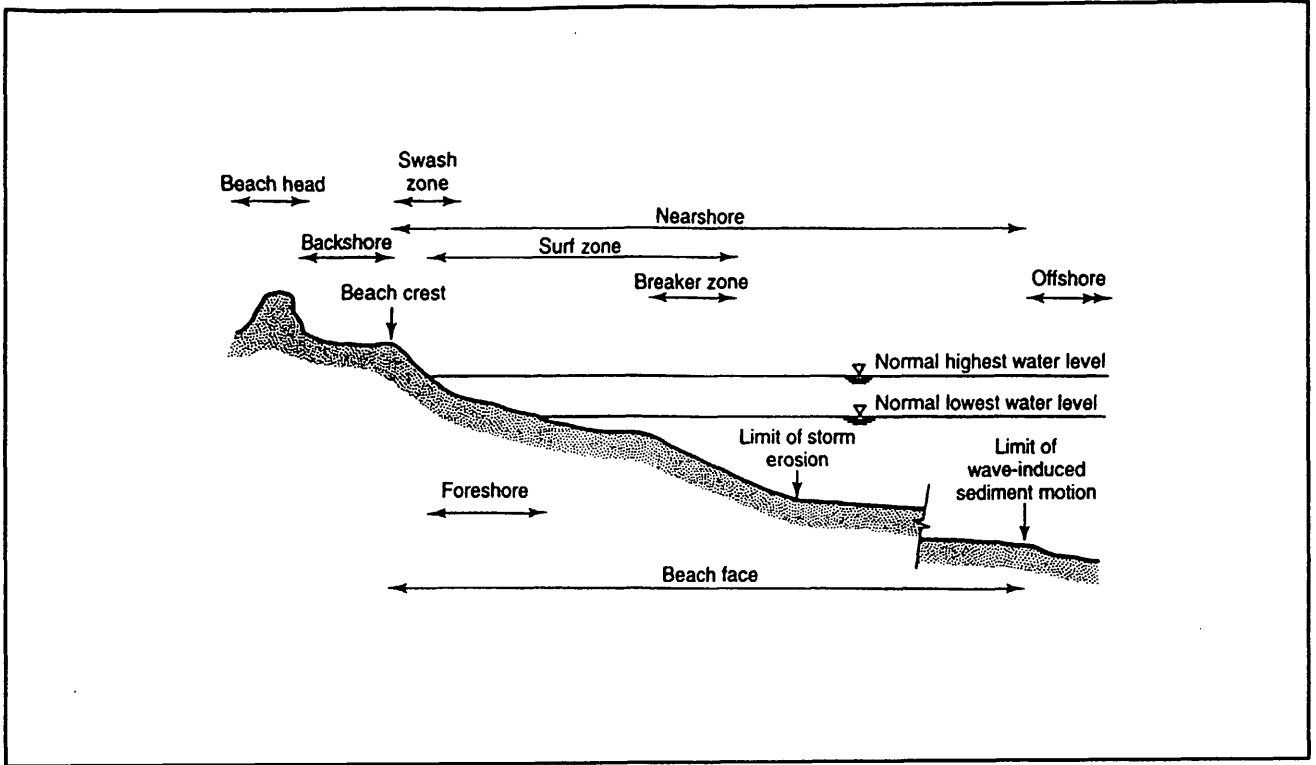 Swash
zone
Beach head
Nearshore
Backshore
Surf zone
Breaker zone
Offshore
Beach crest
Normal highest water level
Normal lowest water level
Limit of storm
erosion
Limit of
wave-induced
sediment motion
Foreshore
Beach face